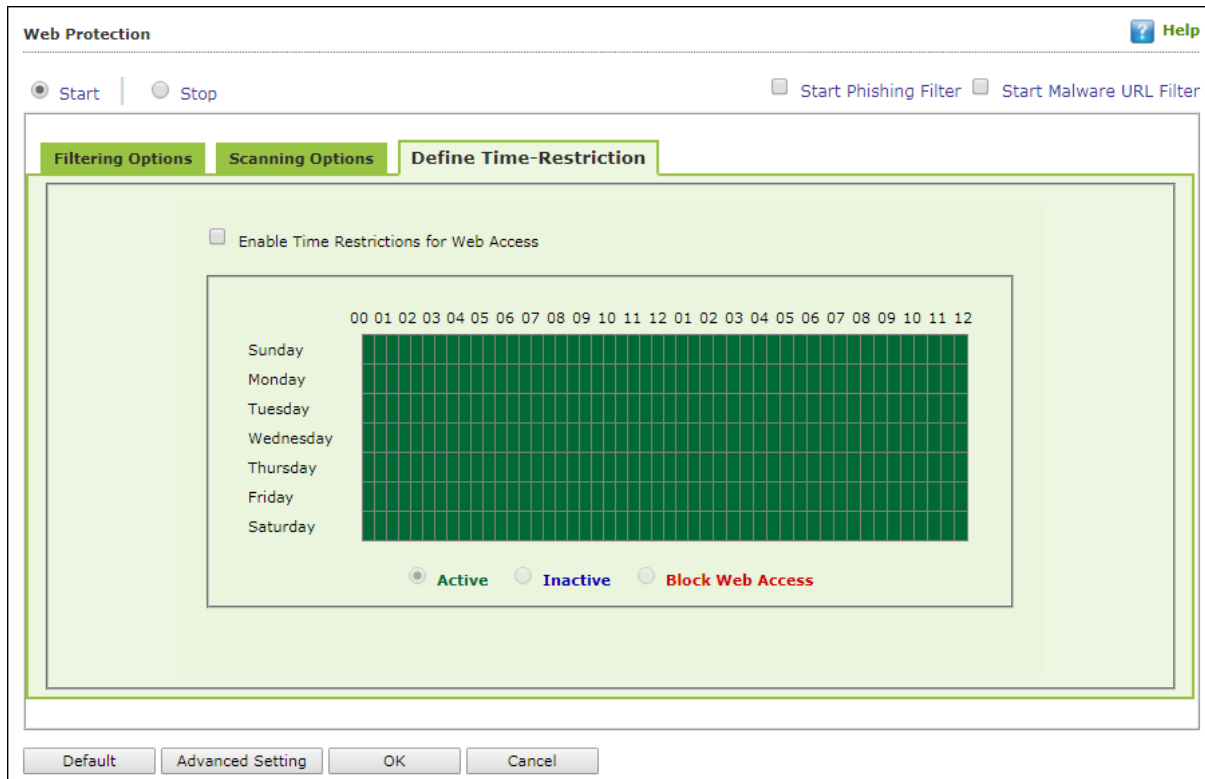 Web Protection
? Help
Start Stop
Start Phishing Filter Start Malware URL Filter
Filtering Options Scanning Options Define Time-Restriction
Enable Time Restrictions for Web Access
00 01 02 03 04 05 06 07 08 09 10 11 12 01 02 03 04 05 06 07 08 09 10 11 12
Sunday
Monday
Tuesday
Wednesday
Thursday
Friday
Saturday
Active Inactive Block Web Access
Default Advanced Setting OK Cancel